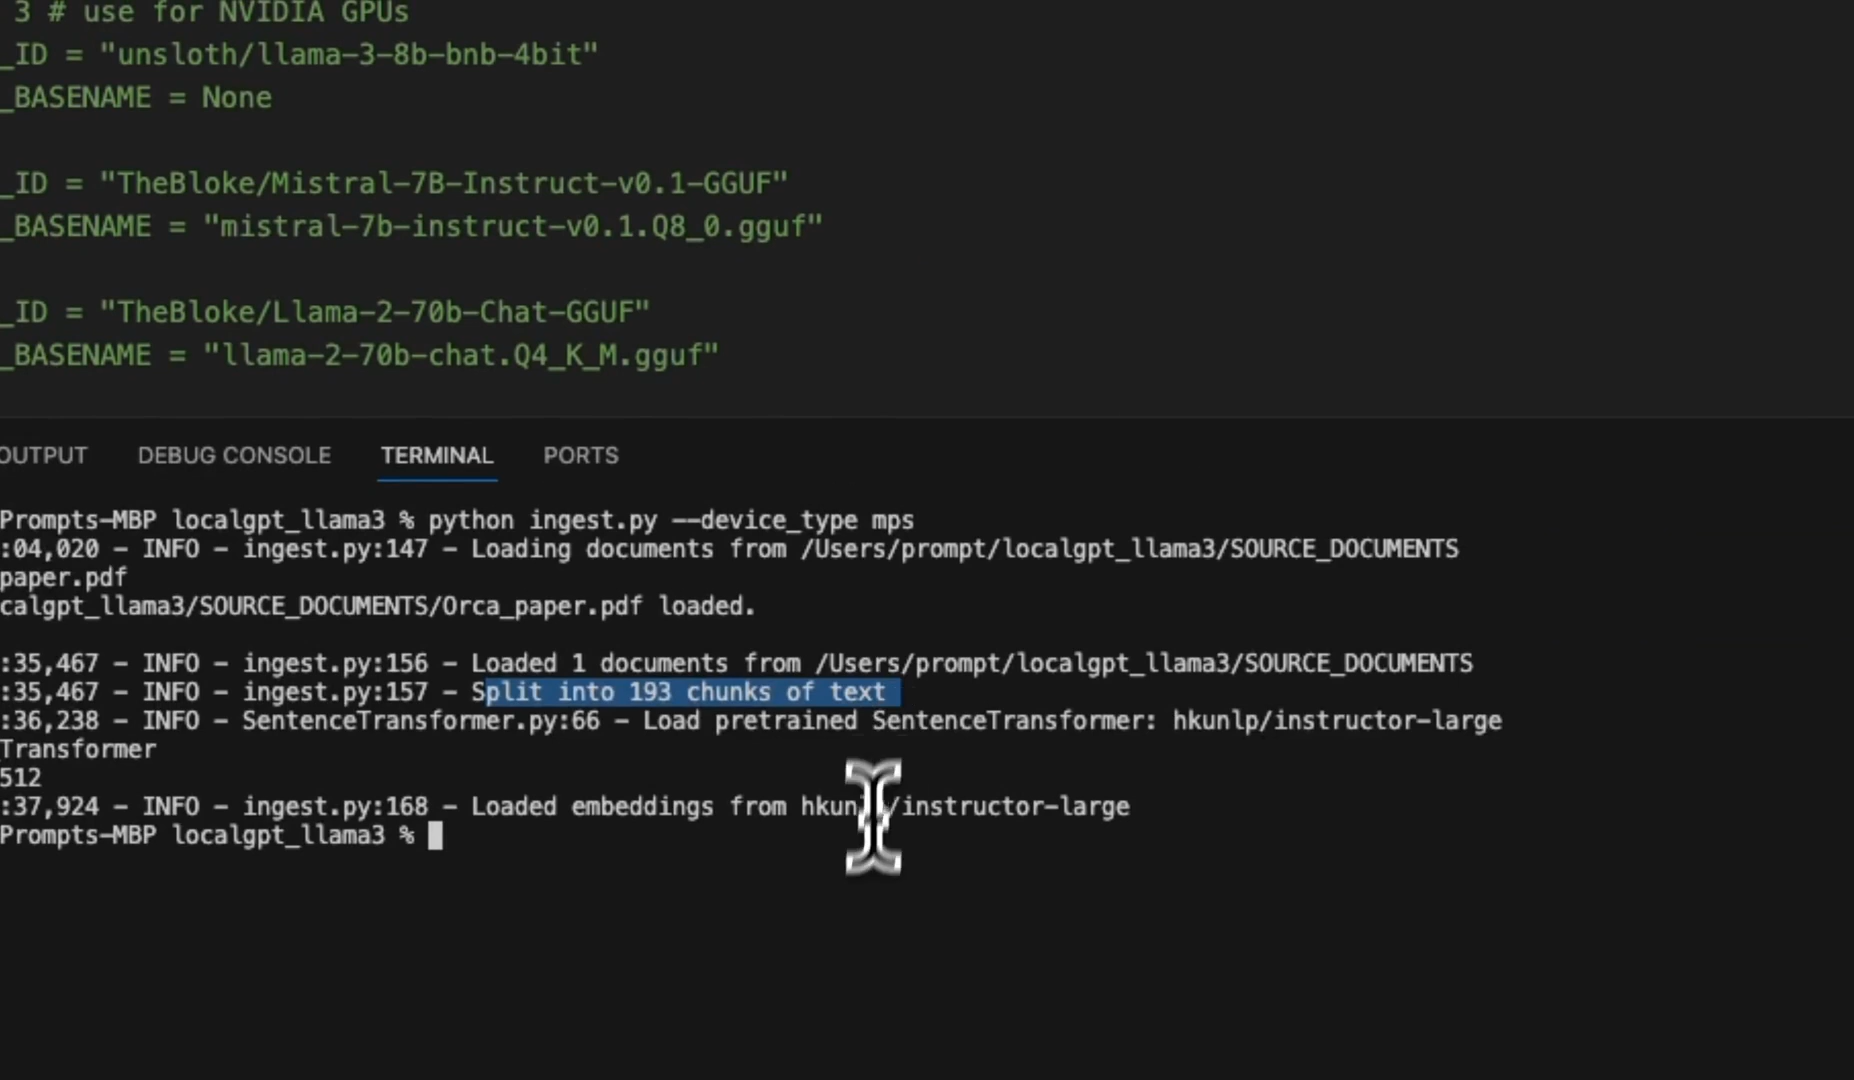 3 # use for NVIDIA GPUs
_ID = "unsloth/llama-3-8b-bnb-4bit"
_BASENAME = None
_ID = "TheBloke/Mistral-7B-Instruct-v0.1-GGUF"
_BASENAME = "mistral-7b-instruct-v0.1.Q8_0.gguf"
_ID = "TheBloke/Llama-2-70b-Chat-GGUF"
_BASENAME = "llama-2-70b-chat.Q4_K_M.gguf"
OUTPUT DEBUG CONSOLE TERMINAL PORTS
Prompts-MBP localgpt_llama3 % python ingest.py --device_type mps
:04,020 - INFO - ingest.py:147 - Loading documents from /Users/prompt/localgpt_llama3/SOURCE_DOCUMENTS
paper.pdf
calgpt_llama3/SOURCE_DOCUMENTS/Orca_paper.pdf loaded.
:35,467 - INFO - ingest.py:156 - Loaded 1 documents from /Users/prompt/localgpt_llama3/SOURCE_DOCUMENTS
:35,467 - INFO - ingest.py:157 - Split into 193 chunks of text
:36,238 - INFO - SentenceTransformer.py:66 - Load pretrained SentenceTransformer: hkunlp/instructor-large
Transformer
512
:37,924 - INFO - ingest.py:168 - Loaded embeddings from hkunlp/instructor-large
Prompts-MBP localgpt_llama3 %